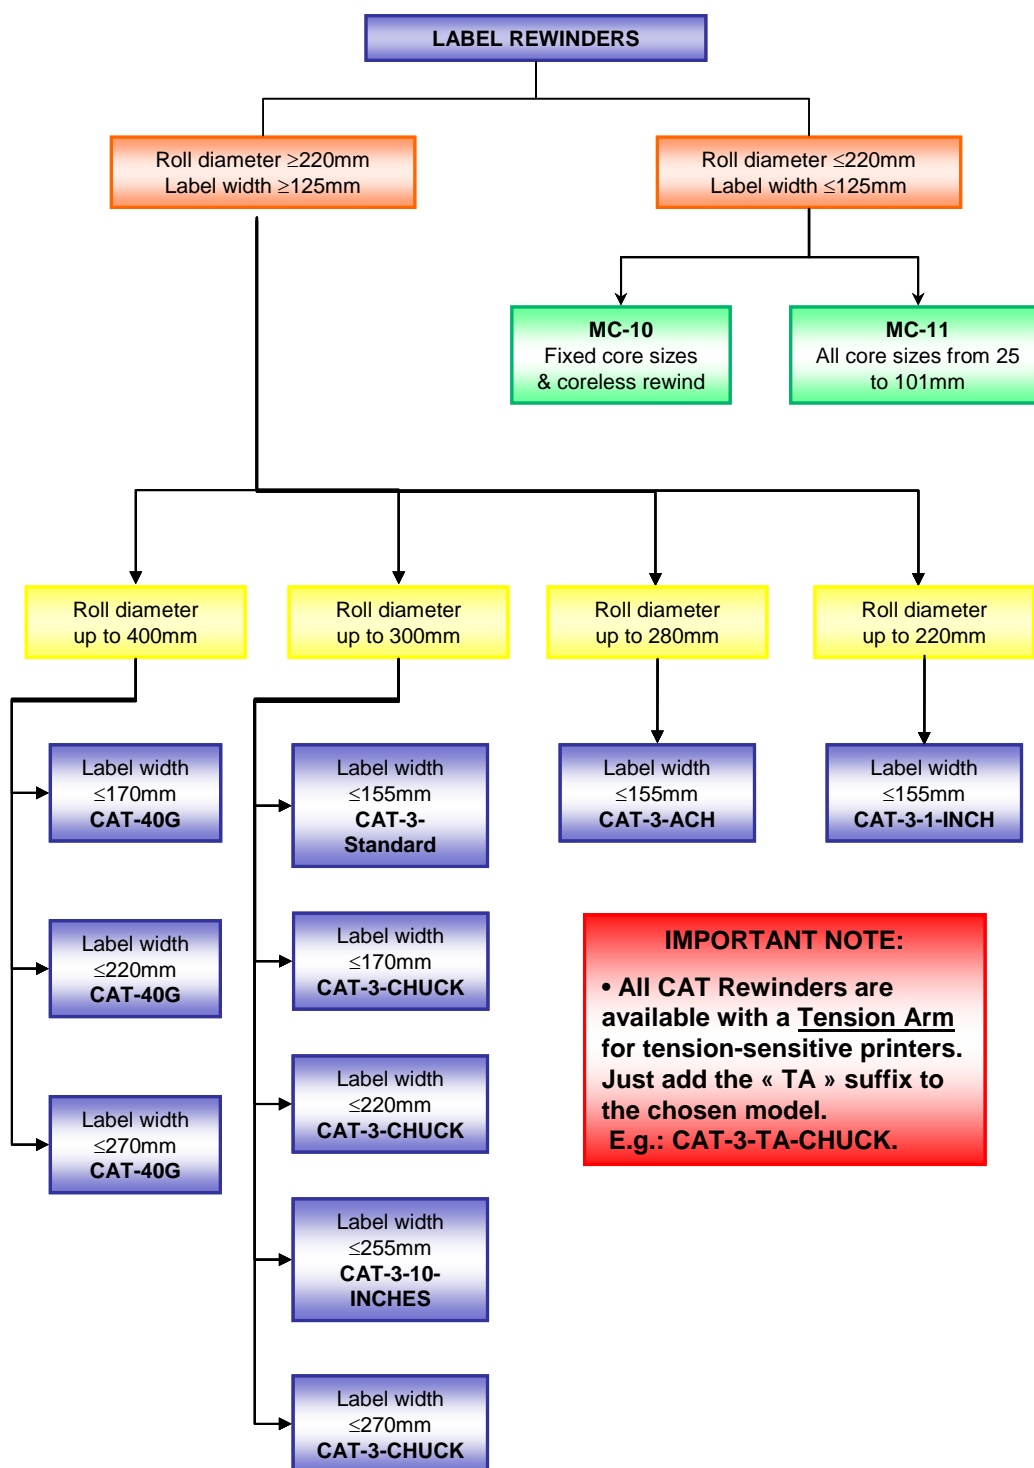 LABEL REWINDERS
Roll diameter ≥220mm
Label width ≥125mm
Roll diameter ≤220mm
Label width ≤125mm
MC-10
Fixed core sizes
& coreless rewind
MC-11
All core sizes from 25
to 101mm
Roll diameter
up to 400mm
Roll diameter
up to 300mm
Roll diameter
up to 280mm
Roll diameter
up to 220mm
Label width
≤170mm
CAT-40G
Label width
≤220mm
CAT-40G
Label width
≤270mm
CAT-40G
Label width
≤155mm
CAT-3-
Standard
Label width
≤170mm
CAT-3-CHUCK
Label width
≤220mm
CAT-3-CHUCK
Label width
≤255mm
CAT-3-10-
INCHES
Label width
≤270mm
CAT-3-CHUCK
Label width
≤155mm
CAT-3-ACH
Label width
≤155mm
CAT-3-1-INCH
IMPORTANT NOTE:
• All CAT Rewinders are
available with a Tension Arm
for tension-sensitive printers.
Just add the « TA » suffix to
the chosen model.
E.g.: CAT-3-TA-CHUCK.